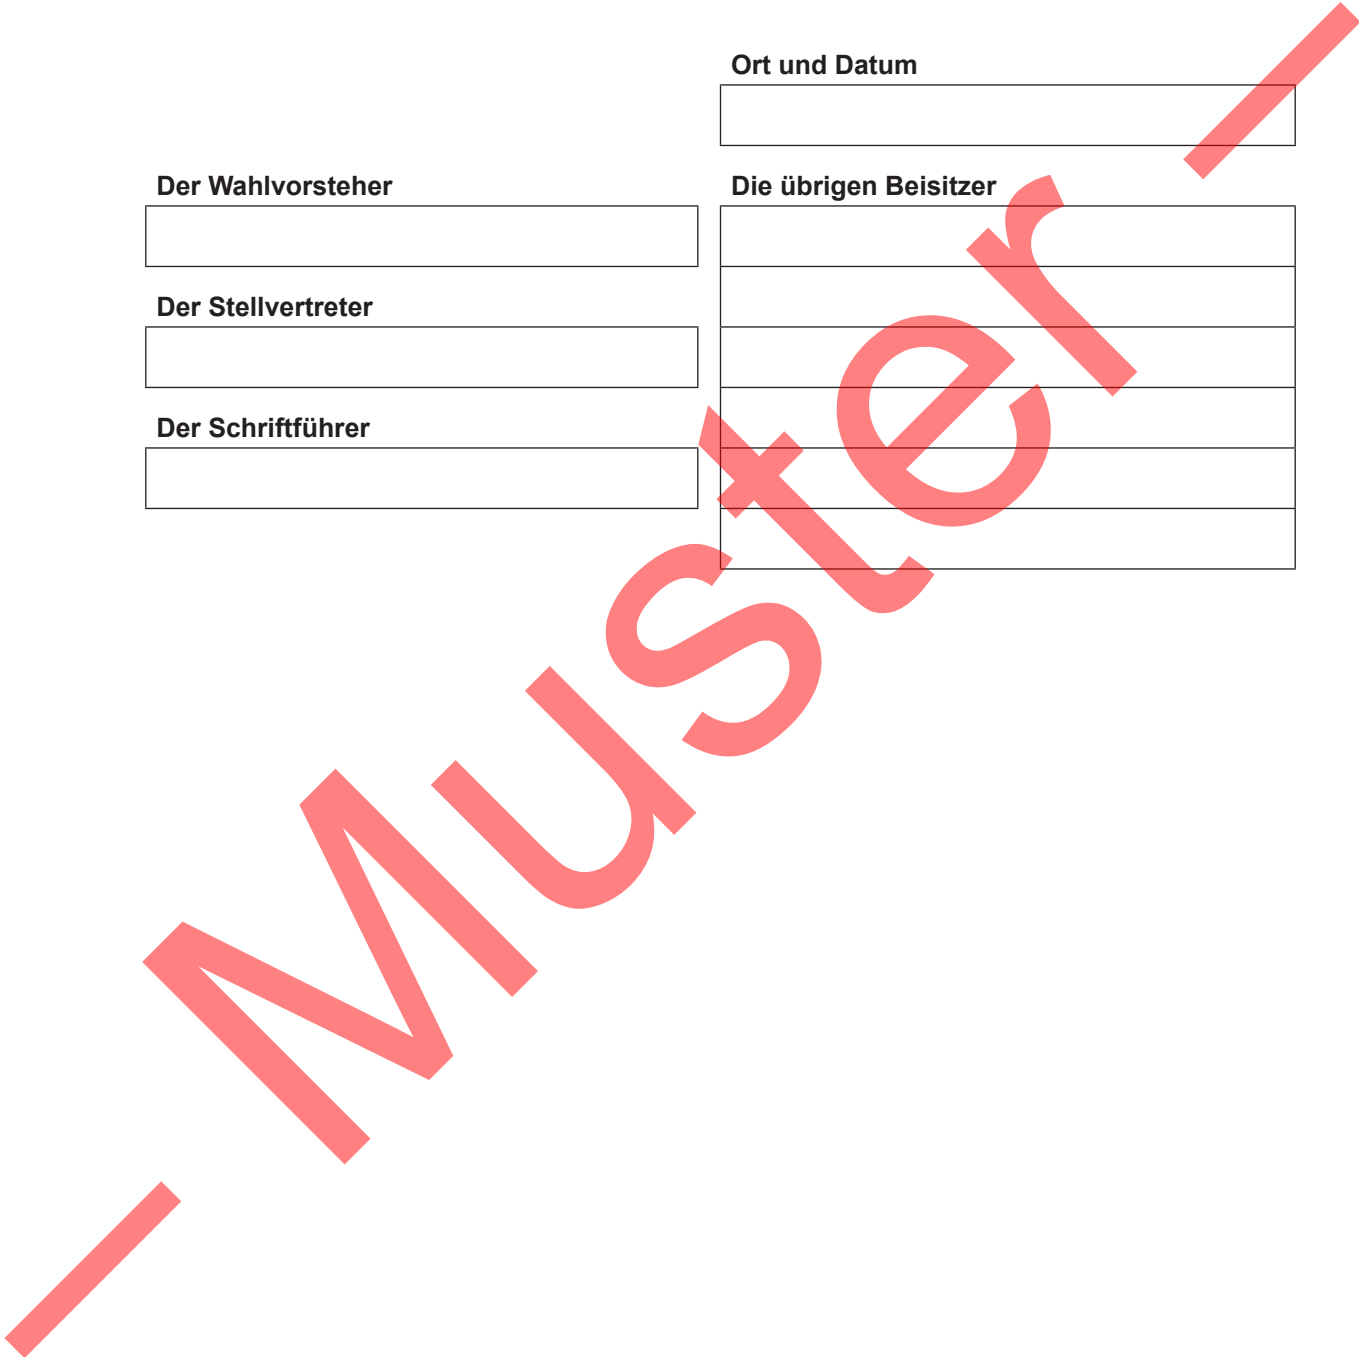 Ort und Datum
Der Wahlvorsteher
Die übrigen Beisitzer
Der Stellvertreter
Der Schriftführer
– Muster –